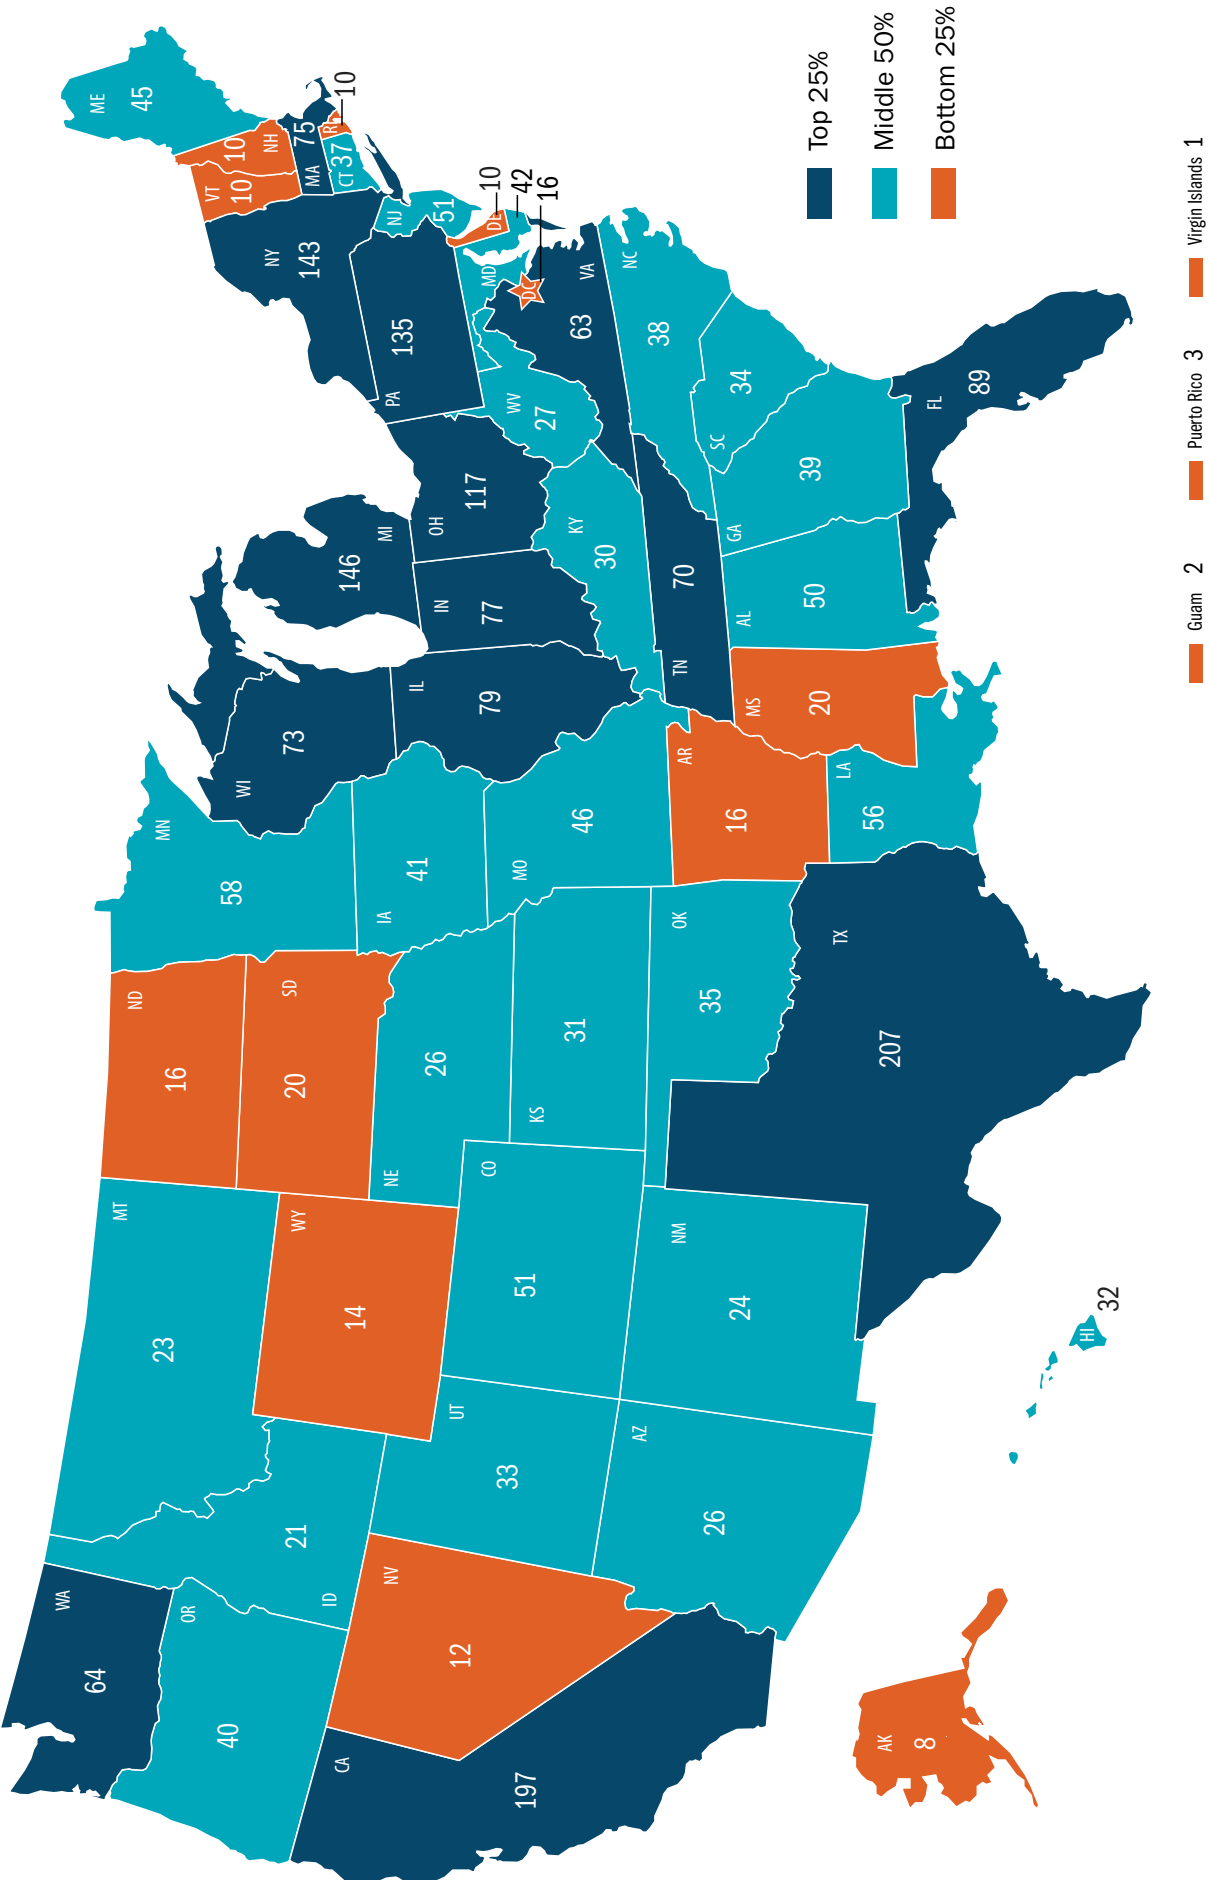 WA
64
OR
40
CA
197
NV
12
ID
21
MT
23
WY
14
UT
33
AZ
26
CO
51
NM
24
ND
16
SD
20
NE
26
KS
31
OK
35
TX
207
MN
58
IA
41
MO
46
AR
16
LA
56
WI
73
IL
79
MI
146
IN
77
OH
117
KY
30
TN
70
MS
20
AL
50
GA
39
FL
89
SC
34
NC
38
VA
63
WV
27
PA
135
NY
143
VT
10
NH
10
ME
45
MA
75
RI
10
CT
37
NJ
51
DE
10
MD
42
DC
16
AK
8
HI
32
Top 25%
Middle 50%
Bottom 25%
Guam 2
Puerto Rico 3
Virgin Islands 1